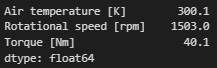 Air temperature [K]         300.1
Rotational speed [rpm]     1503.0
Torque [Nm]                  40.1
dtype: float64